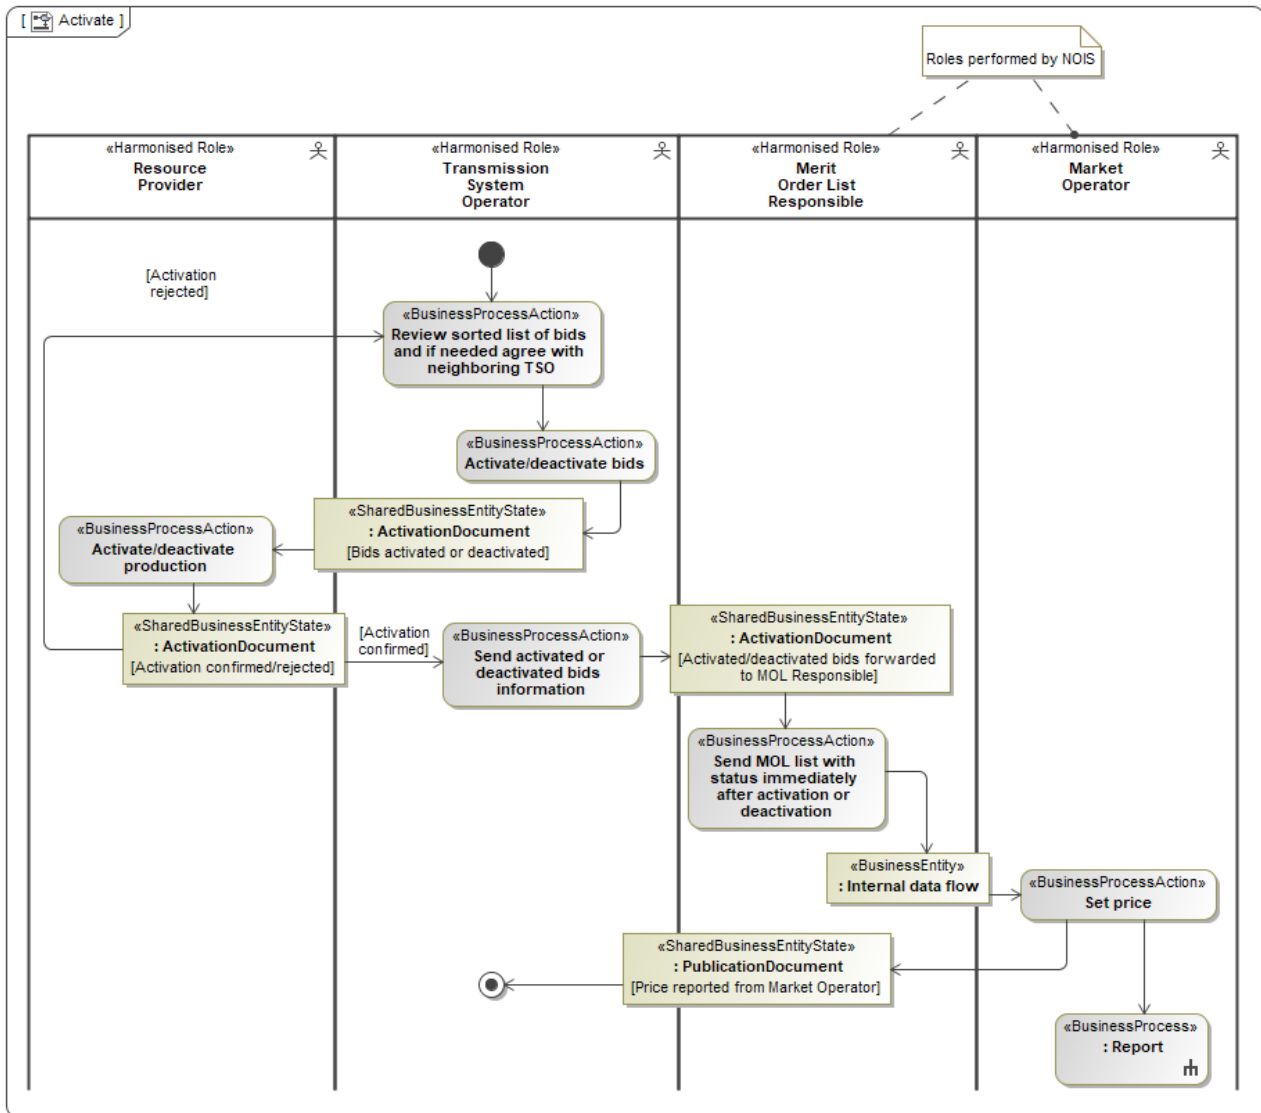 [ Activate ]
Roles performed by NOIS
«Harmonised Role»
Resource
Provider
«Harmonised Role»
Transmission
System
Operator
«Harmonised Role»
Merit
Order List
Responsible
«Harmonised Role»
Market
Operator
[Activation
rejected]
«BusinessProcessAction»
Review sorted list of bids
and if needed agree with
neighboring TSO
«BusinessProcessAction»
Activate/deactivate bids
«SharedBusinessEntityState»
: ActivationDocument
[Bids activated or deactivated]
«BusinessProcessAction»
Activate/deactivate
production
«SharedBusinessEntityState»
: ActivationDocument
[Activation confirmed/rejected]
[Activation
confirmed]
«BusinessProcessAction»
Send activated or
deactivated bids
information
«SharedBusinessEntityState»
: ActivationDocument
[Activated/deactivated bids forwarded
to MOL Responsible]
«BusinessProcessAction»
Send MOL list with
status immediately
after activation or
deactivation
«BusinessEntity»
: Internal data flow
«BusinessProcessAction»
Set price
«SharedBusinessEntityState»
: PublicationDocument
[Price reported from Market Operator]
«BusinessProcess»
: Report